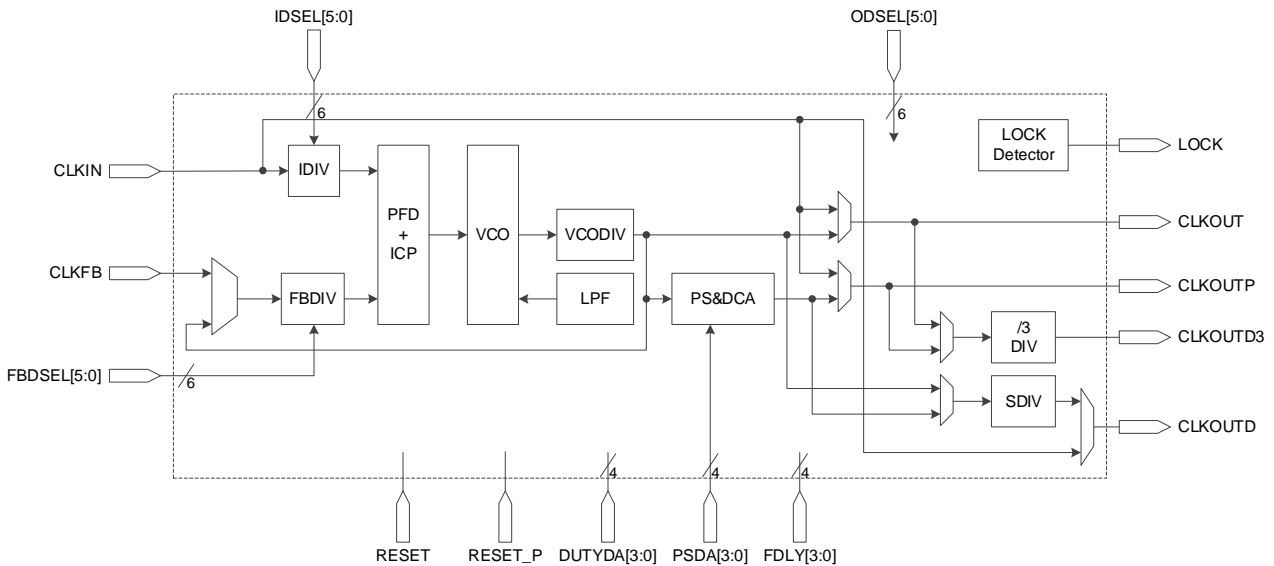 IDSEL[5:0]
ODSEL[5:0]
6
6
LOCK
Detector
LOCK
CLKIN
IDIV
PFD
+
ICP
VCO
VCODIV
CLKOUT
CLKFB
FBDIV
LPF
PS&DCA
CLKOUTP
/3
DIV
CLKOUTD3
FBDSEL[5:0]
6
SDIV
CLKOUTD
4
4
4
RESET
RESET_P
DUTYDA[3:0]
PSDA[3:0]
FDLY[3:0]